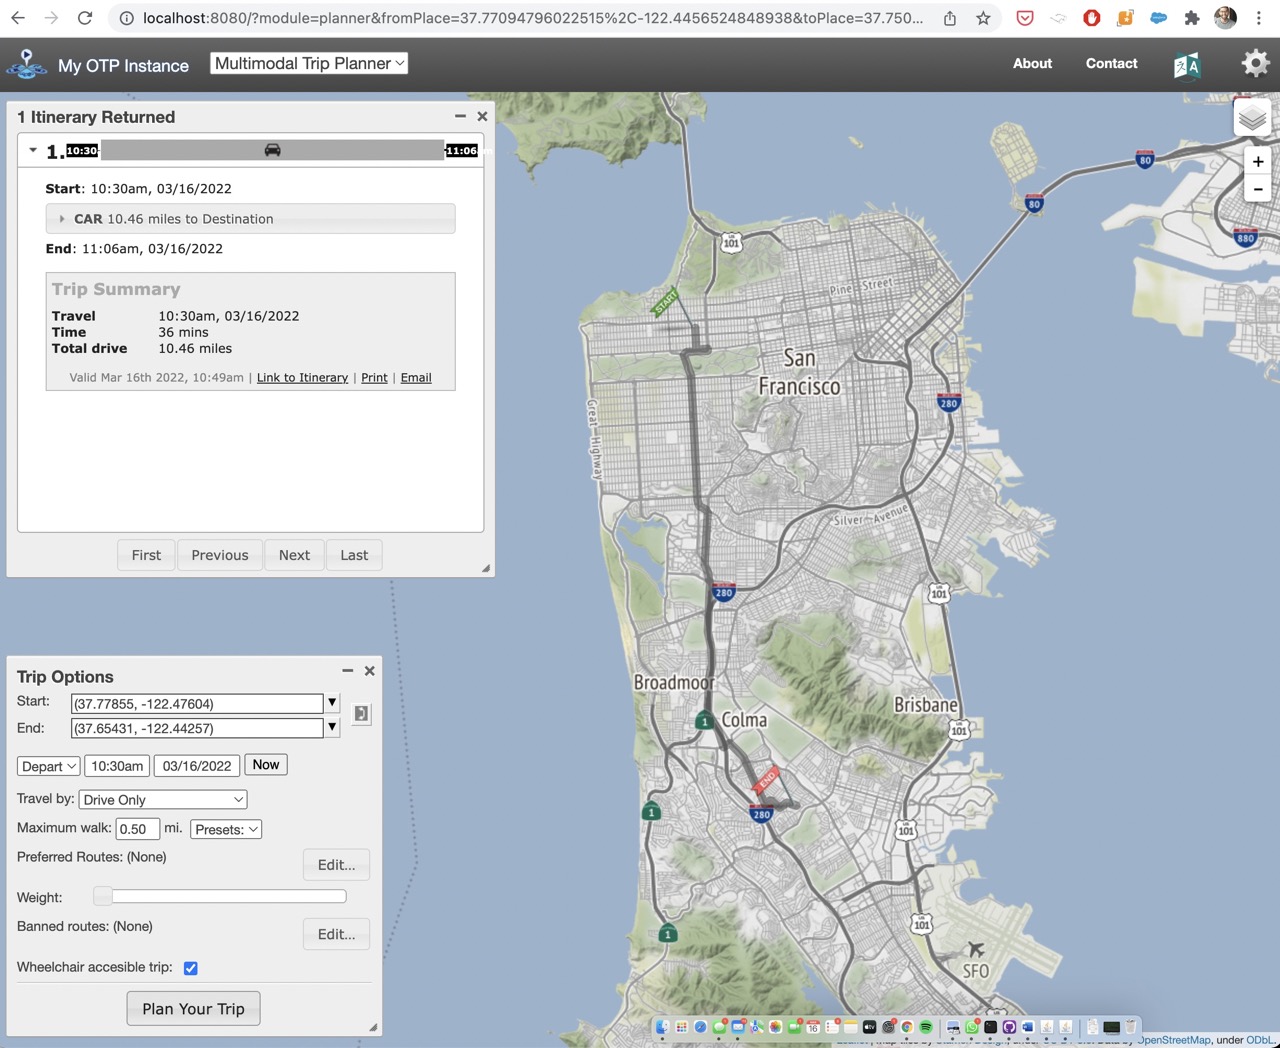 localhost:8080/?module=planner&fromPlace=37.77094796022515%2C-122.4456524848938&toPlace=37.750...
My OTP Instance
Multimodal Trip Planner
About
Contact
1 Itinerary Returned
1.
10:30
11:06
Start: 10:30am, 03/16/2022
CAR 10.46 miles to Destination
End: 11:06am, 03/16/2022
Trip Summary
Travel 10:30am, 03/16/2022
Time 36 mins
Total drive 10.46 miles
Valid Mar 16th 2022, 10:49am | Link to Itinerary | Print | Email
First Previous Next Last
Trip Options
Start: (37.77855, -122.47604)
End: (37.65431, -122.44257)
Depart 10:30am 03/16/2022 Now
Travel by: Drive Only
Maximum walk: 0.50 mi. Presets:
Preferred Routes: (None)
Edit...
Weight:
Banned routes: (None)
Edit...
Wheelchair accesible trip:
Plan Your Trip
+
-
80
80
880
US
101
START
Pine Street
San
Francisco
280
Great Highway
Silver Avenue
280
101
Broadmoor
Brisbane
1
Colma
101
END
280
1
101
101
1
SFO
16
OpenStreetMap, under ODbL.